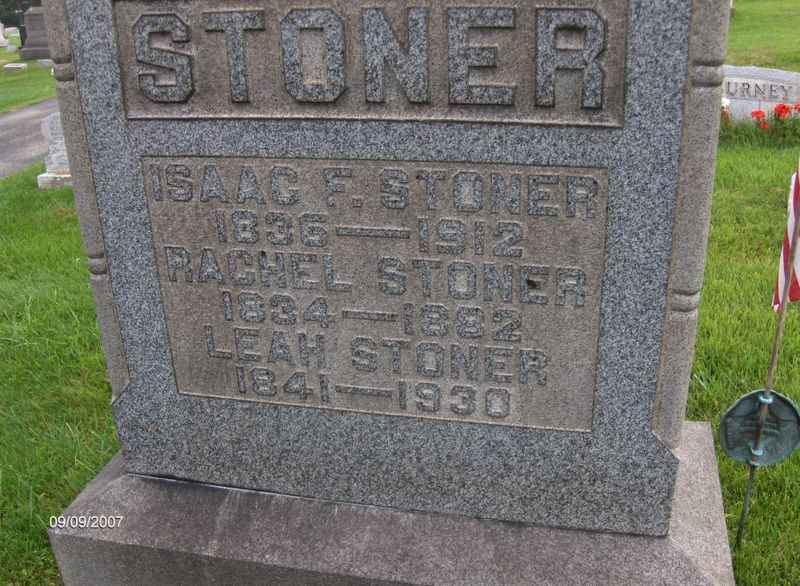 STONER
URNEY
ISAAC F. STONER
1836 — 1912
RACHEL STONER
1834 — 1882
LEAH STONER
1841 — 1930
09/09/2007